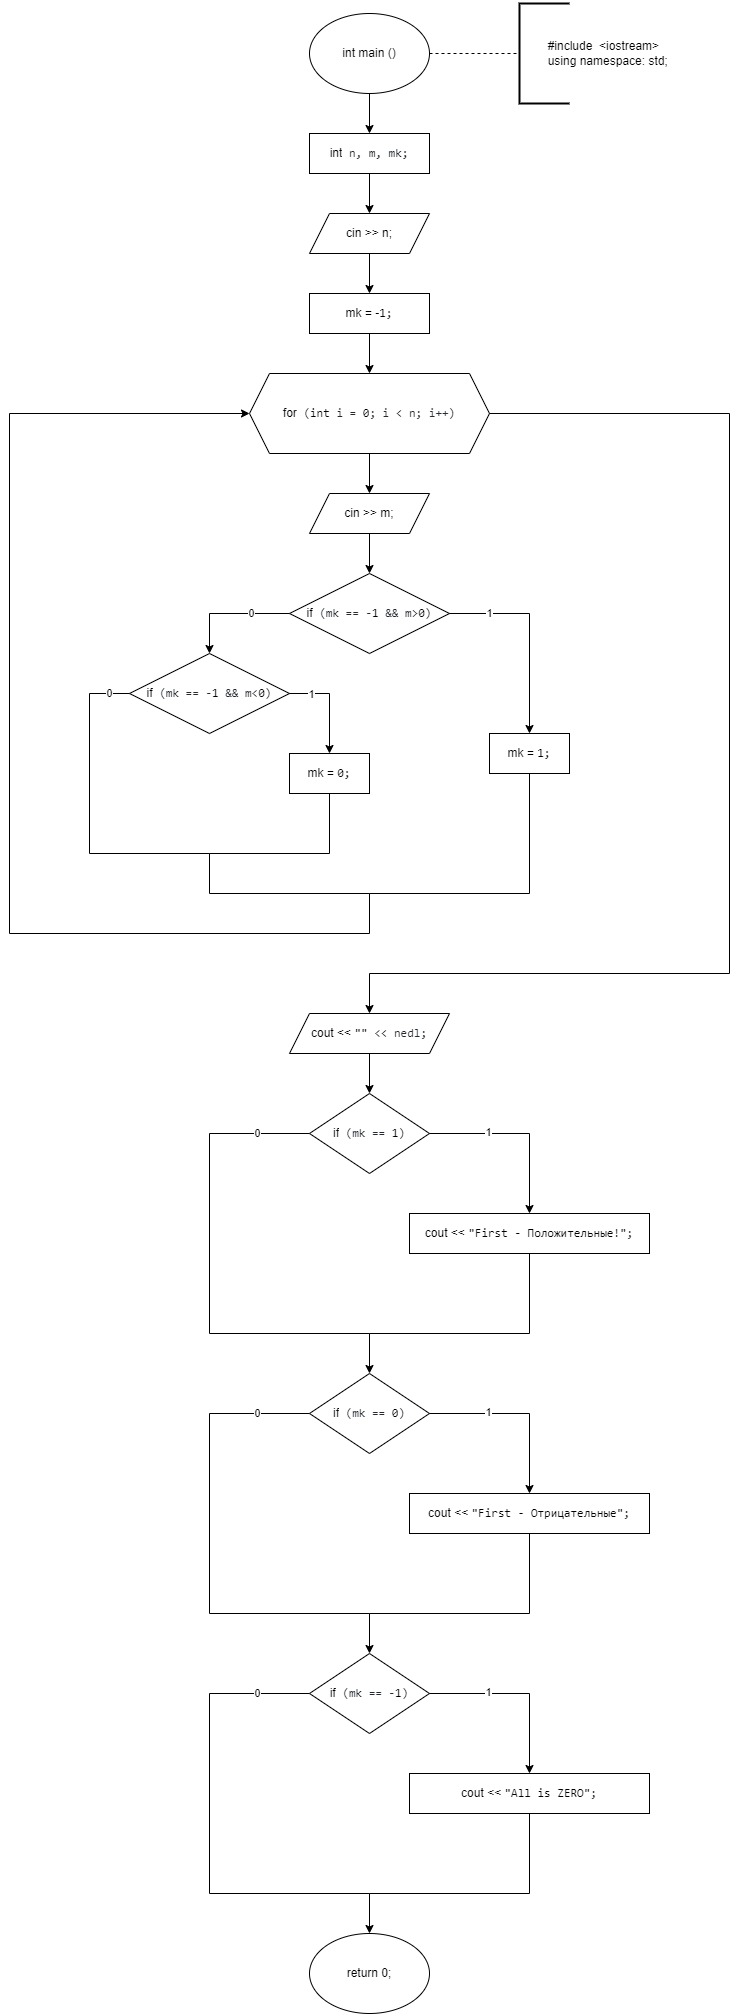 int main ()
#include  <iostream>
using namespace: std;
int n, m, mk;
cin >> n;
mk = -1;
for (int i = 0; i < n; i++)
cin >> m;
0
if (mk == -1 && m>0)
1
0
if (mk == -1 && m<0)
1
mk = 1;
mk = 0;
cout << "" << nedl;
0
if (mk == 1)
1
cout << "First - Положительные!";
0
if (mk == 0)
1
cout << "First - Отрицательные";
0
if (mk == -1)
1
cout << "All is ZERO";
return 0;